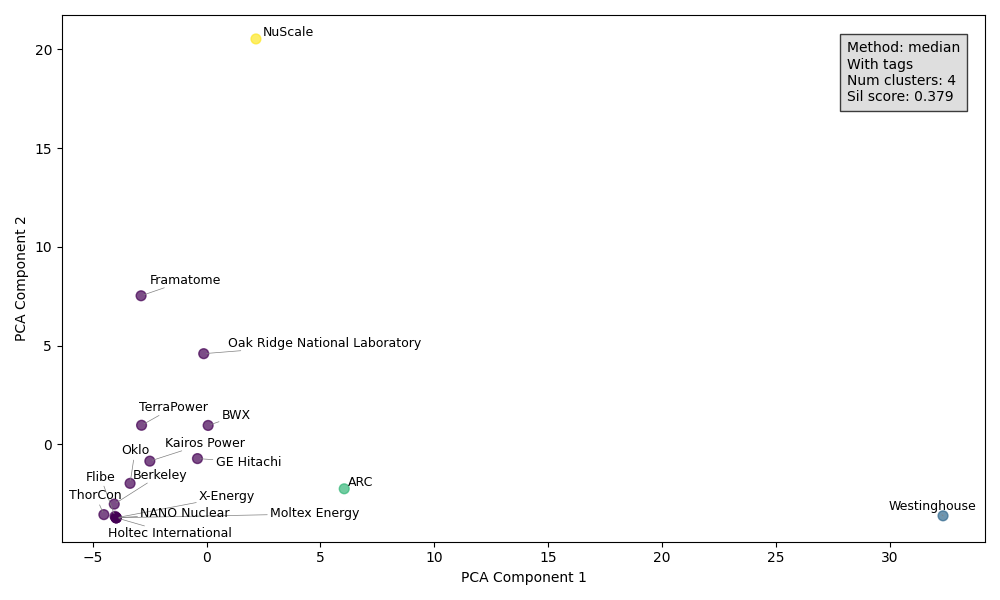 NuScale
Method: median
With tags
Num clusters: 4
Sil score: 0.379
Framatome
Oak Ridge National Laboratory
TerraPower
BWX
Kairos Power
Oklo
GE Hitachi
Flibe
Berkeley
ARC
ThorCon
X-Energy
Westinghouse
NANO Nuclear
Moltex Energy
Holtec International
20
15
10
5
0
PCA Component 2
−5
0
5
10
15
20
25
30
PCA Component 1